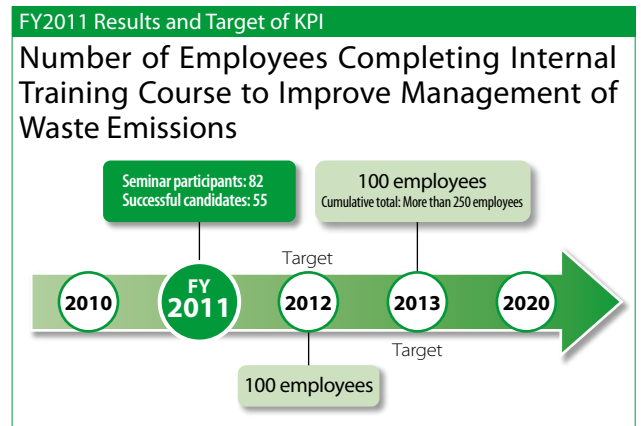 FY2011 Results and Target of KPI
Number of Employees Completing Internal
Training Course to Improve Management of
Waste Emissions
Seminar participants: 82
Successful candidates: 55
100 employees
Cumulative total: More than 250 employees
Target
2010
FY
2011
2012
2013
2020
Target
100 employees